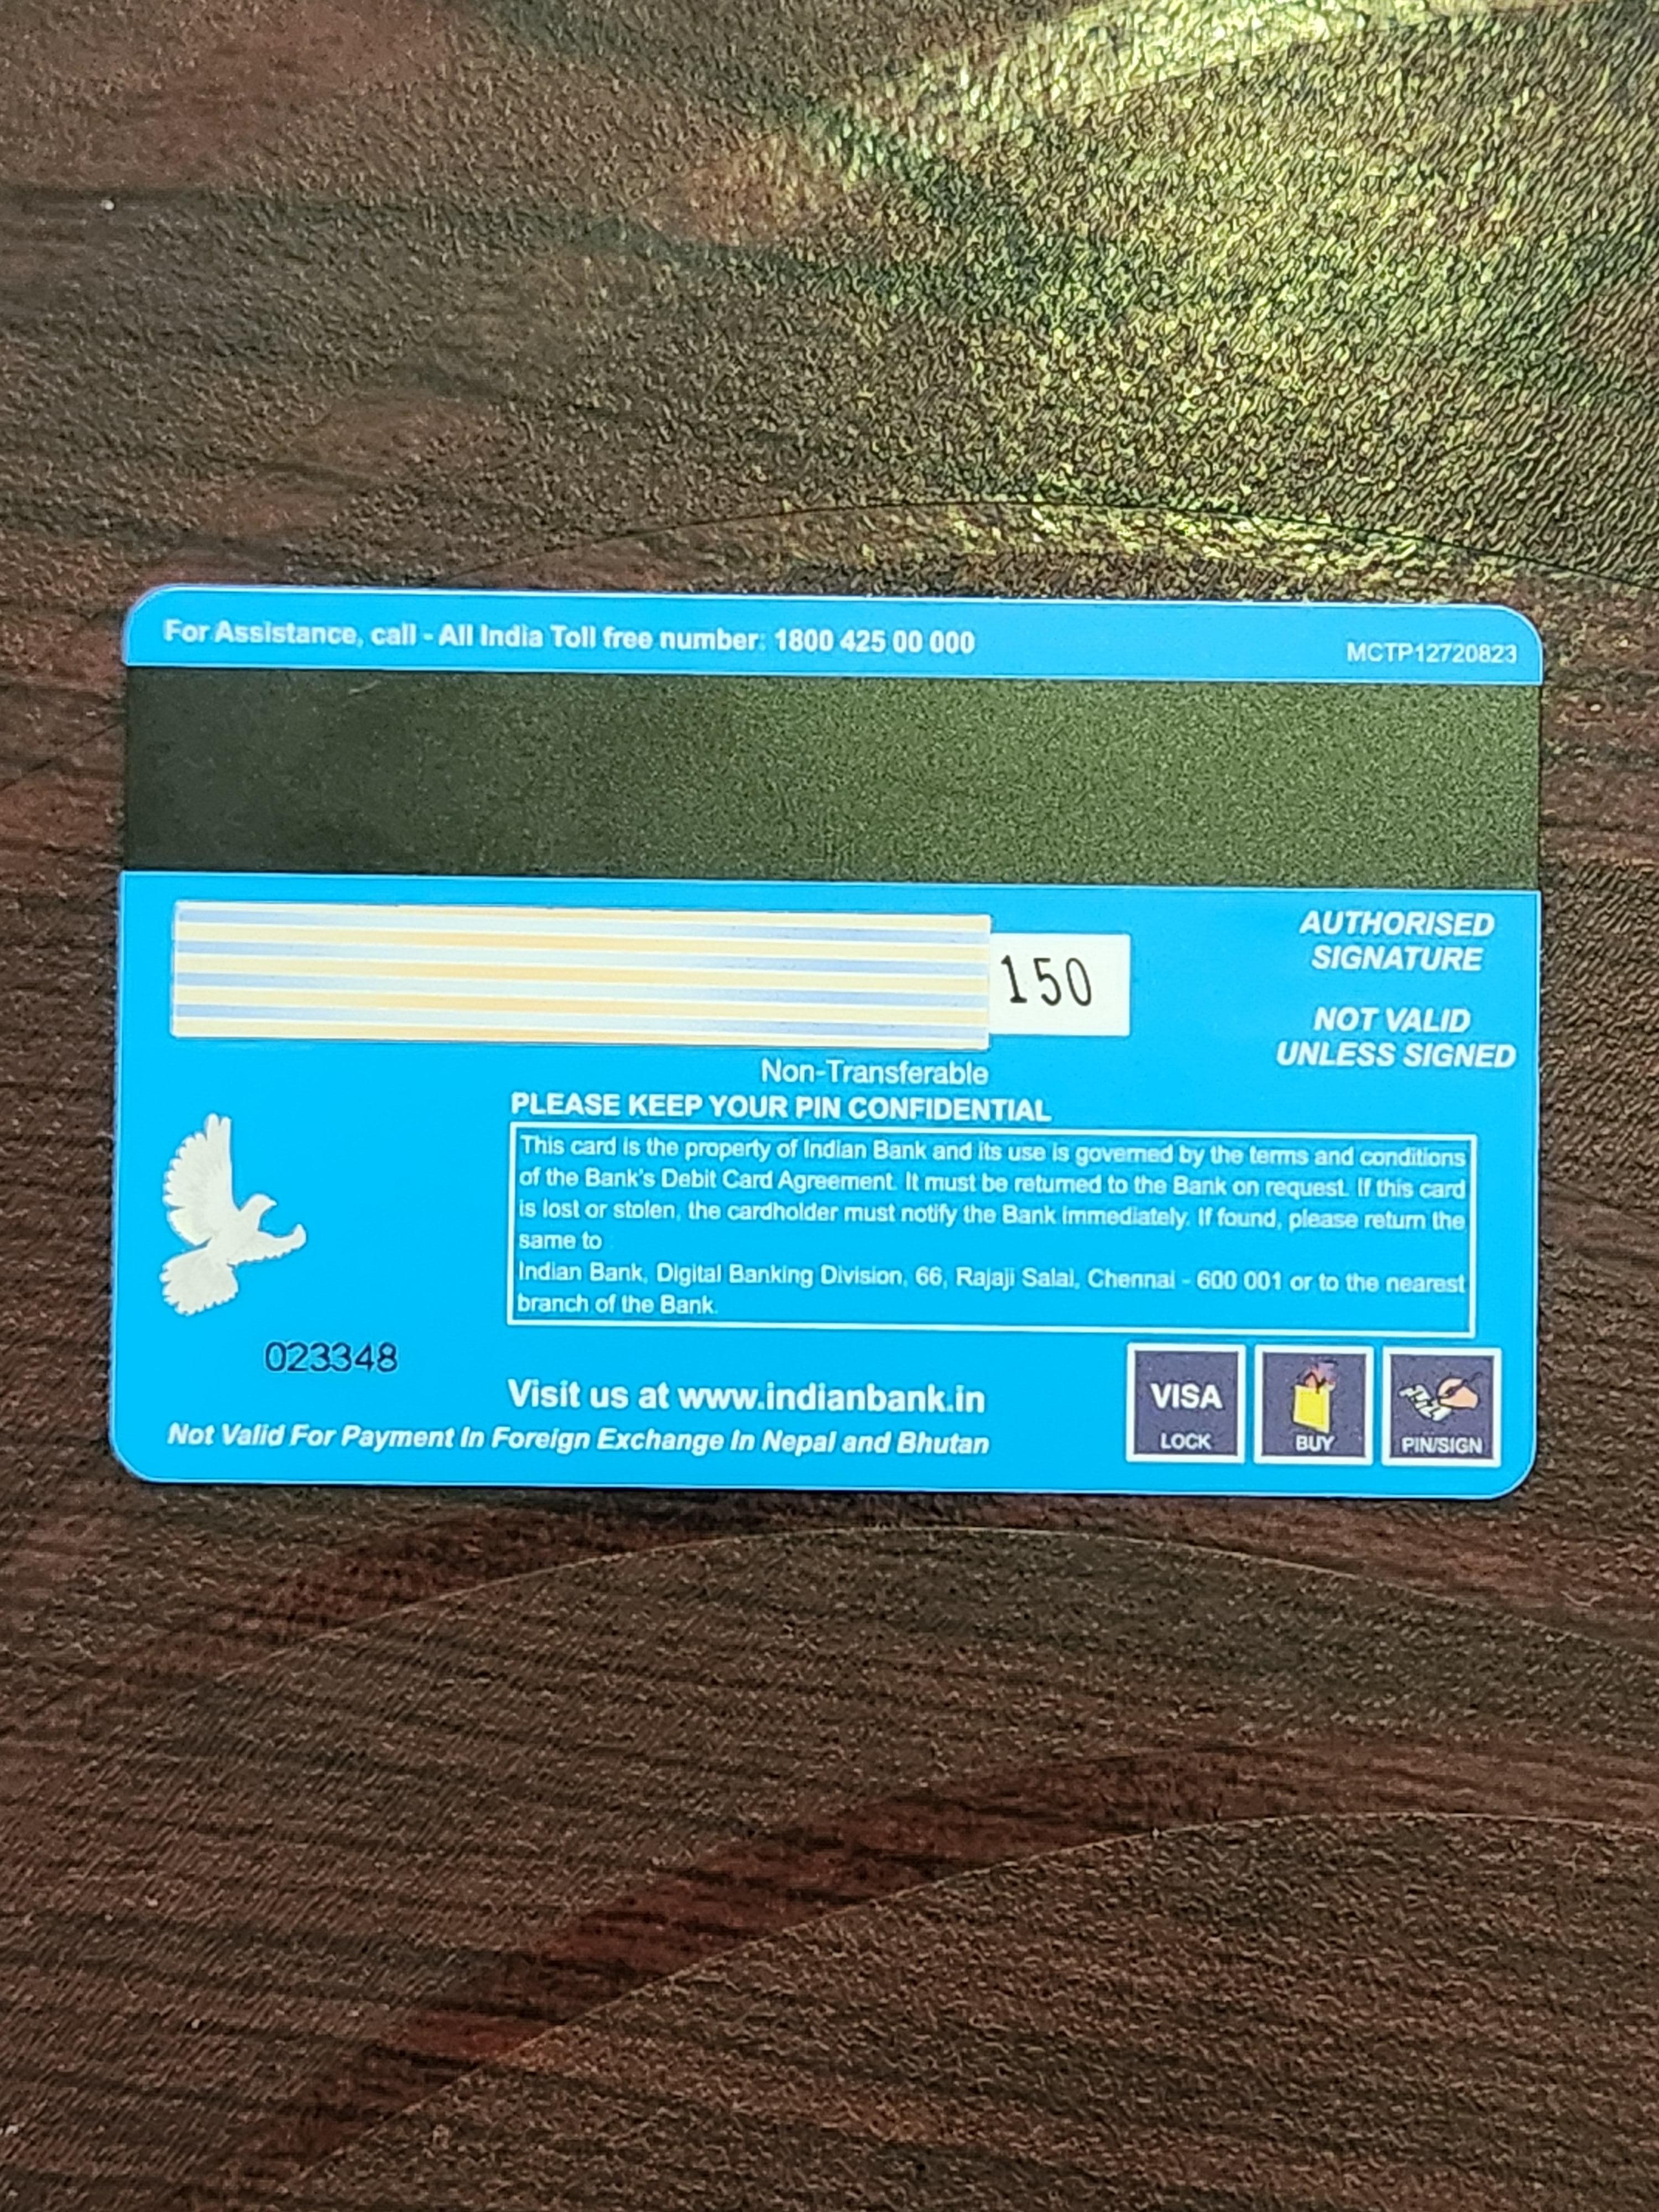 For Assistance, call - All India Toll free number: 1800 425 00 000
MCTP12720823
150
AUTHORISED
SIGNATURE
NOT VALID
UNLESS SIGNED
Non-Transferable
PLEASE KEEP YOUR PIN CONFIDENTIAL
This card is the property of Indian Bank and its use is governed by the terms and conditions
of the Bank's Debit Card Agreement. It must be returned to the Bank on request. If this card
is lost or stolen, the cardholder must notify the Bank immediately. If found, please return the
same to
Indian Bank, Digital Banking Division, 66, Rajaji Salai, Chennai - 600 001 or to the nearest
branch of the Bank.
023348
Visit us at www.indianbank.in
Not Valid For Payment In Foreign Exchange In Nepal and Bhutan
VISA
LOCK
BUY
PIN/SIGN